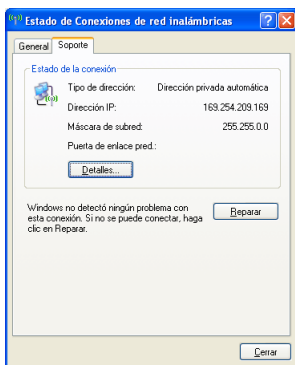 Estado de Conexiones de red inalámbricas
General Soporte
Estado de la conexión
Tipo de dirección: Dirección privada automática
Dirección IP: 169.254.209.169
Máscara de subred: 255.255.0.0
Puerta de enlace pred.:
Detalles...
Windows no detectó ningún problema con
esta conexión. Si no se puede conectar, haga
clic en Reparar.
Reparar
Cerrar